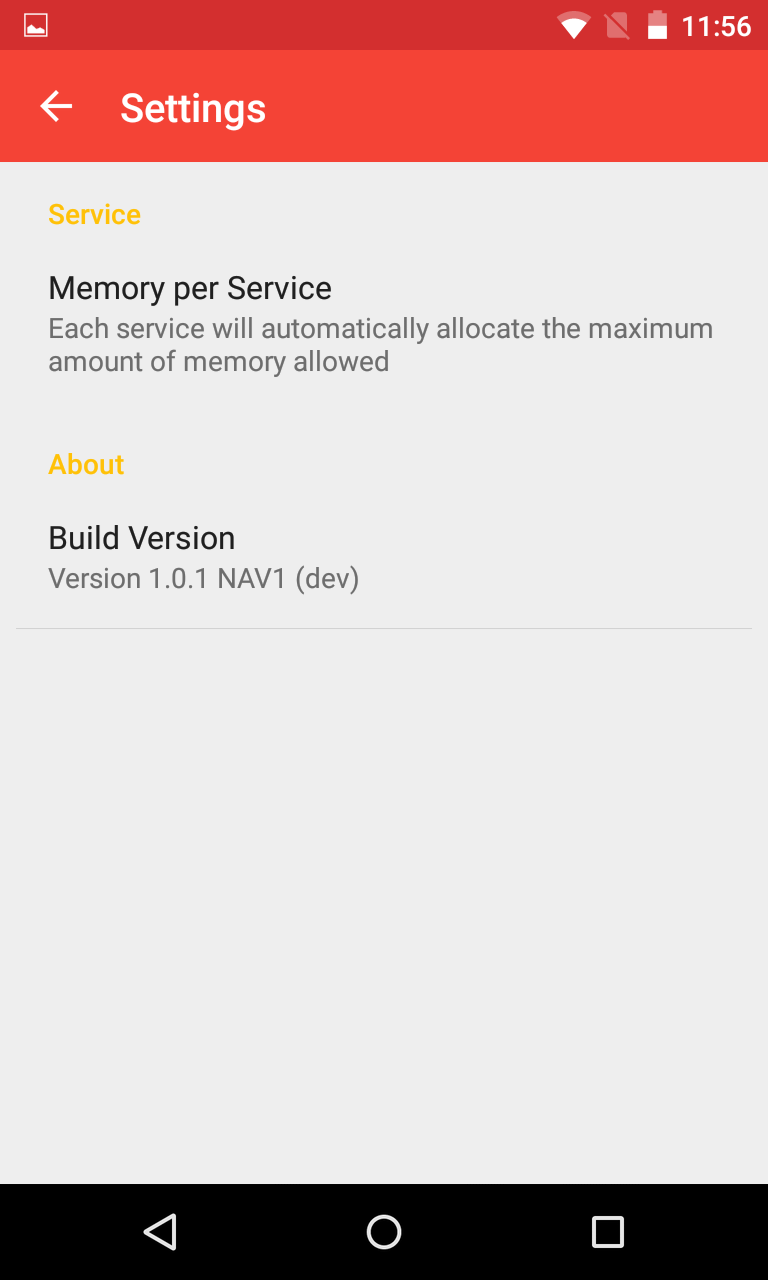 11:56
Settings
Service
Memory per Service
Each service will automatically allocate the maximum
amount of memory allowed
About
Build Version
Version 1.0.1 NAV1 (dev)